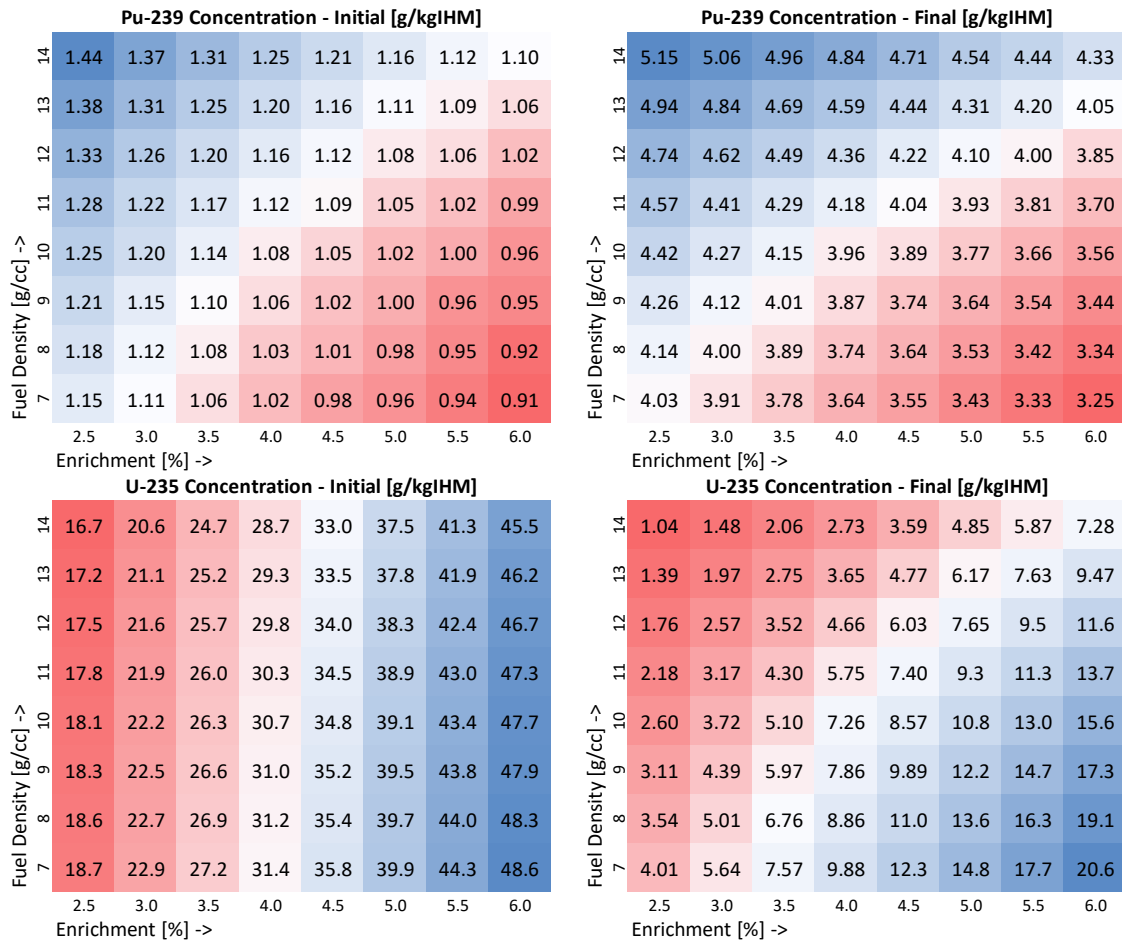 Pu-239 Concentration - Initial [g/kgIHM]
Fuel Density [g/cc] ->
14 1.44 1.37 1.31 1.25 1.21 1.16 1.12 1.10
13 1.38 1.31 1.25 1.20 1.16 1.11 1.09 1.06
12 1.33 1.26 1.20 1.16 1.12 1.08 1.06 1.02
11 1.28 1.22 1.17 1.12 1.09 1.05 1.02 0.99
10 1.25 1.20 1.14 1.08 1.05 1.02 1.00 0.96
9 1.21 1.15 1.10 1.06 1.02 1.00 0.96 0.95
8 1.18 1.12 1.08 1.03 1.01 0.98 0.95 0.92
7 1.15 1.11 1.06 1.02 0.98 0.96 0.94 0.91
2.5 3.0 3.5 4.0 4.5 5.0 5.5 6.0
Enrichment [%] ->
Pu-239 Concentration - Final [g/kgIHM]
Fuel Density [g/cc] ->
14 5.15 5.06 4.96 4.84 4.71 4.54 4.44 4.33
13 4.94 4.84 4.69 4.59 4.44 4.31 4.20 4.05
12 4.74 4.62 4.49 4.36 4.22 4.10 4.00 3.85
11 4.57 4.41 4.29 4.18 4.04 3.93 3.81 3.70
10 4.42 4.27 4.15 3.96 3.89 3.77 3.66 3.56
9 4.26 4.12 4.01 3.87 3.74 3.64 3.54 3.44
8 4.14 4.00 3.89 3.74 3.64 3.53 3.42 3.34
7 4.03 3.91 3.78 3.64 3.55 3.43 3.33 3.25
2.5 3.0 3.5 4.0 4.5 5.0 5.5 6.0
Enrichment [%] ->
U-235 Concentration - Initial [g/kgIHM]
Fuel Density [g/cc] ->
14 16.7 20.6 24.7 28.7 33.0 37.5 41.3 45.5
13 17.2 21.1 25.2 29.3 33.5 37.8 41.9 46.2
12 17.5 21.6 25.7 29.8 34.0 38.3 42.4 46.7
11 17.8 21.9 26.0 30.3 34.5 38.9 43.0 47.3
10 18.1 22.2 26.3 30.7 34.8 39.1 43.4 47.7
9 18.3 22.5 26.6 31.0 35.2 39.5 43.8 47.9
8 18.6 22.7 26.9 31.2 35.4 39.7 44.0 48.3
7 18.7 22.9 27.2 31.4 35.8 39.9 44.3 48.6
2.5 3.0 3.5 4.0 4.5 5.0 5.5 6.0
Enrichment [%] ->
U-235 Concentration - Final [g/kgIHM]
Fuel Density [g/cc] ->
14 1.04 1.48 2.06 2.73 3.59 4.85 5.87 7.28
13 1.39 1.97 2.75 3.65 4.77 6.17 7.63 9.47
12 1.76 2.57 3.52 4.66 6.03 7.65 9.5 11.6
11 2.18 3.17 4.30 5.75 7.40 9.3 11.3 13.7
10 2.60 3.72 5.10 7.26 8.57 10.8 13.0 15.6
9 3.11 4.39 5.97 7.86 9.89 12.2 14.7 17.3
8 3.54 5.01 6.76 8.86 11.0 13.6 16.3 19.1
7 4.01 5.64 7.57 9.88 12.3 14.8 17.7 20.6
2.5 3.0 3.5 4.0 4.5 5.0 5.5 6.0
Enrichment [%] ->